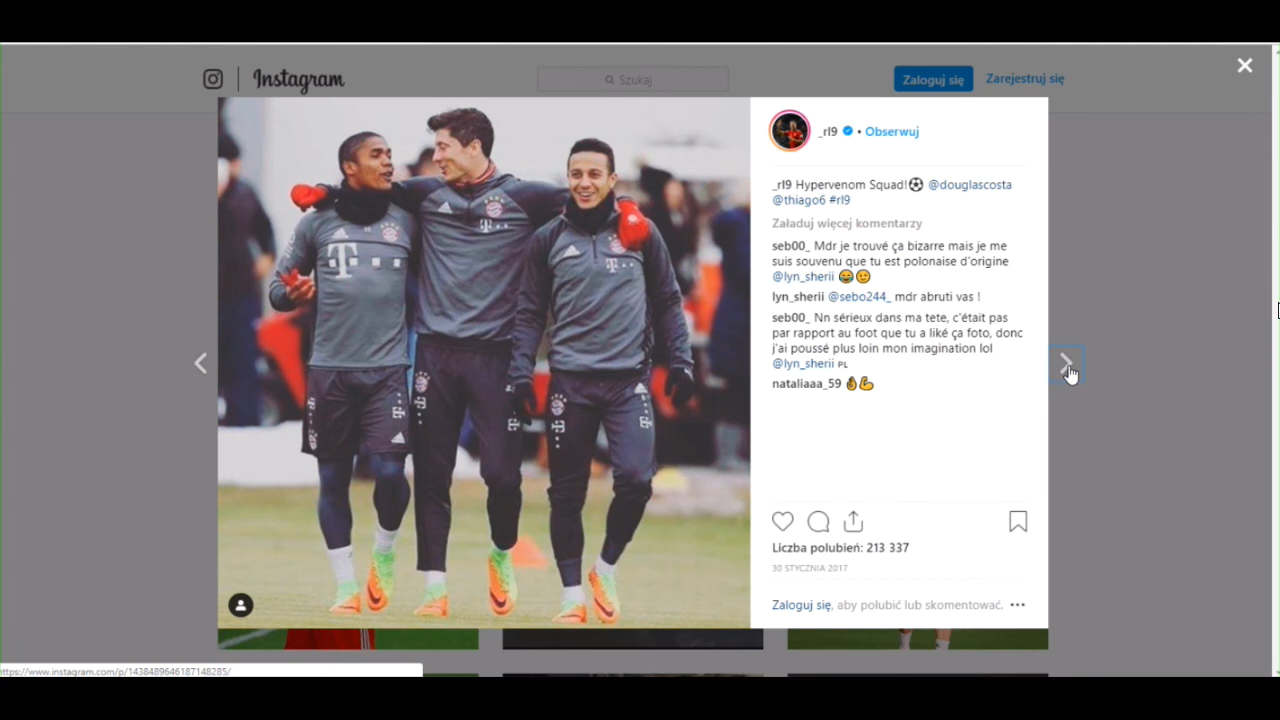 Instagram
Szukaj
Zaloguj się
Zarejestruj się
_rl9 • Obserwuj
_rl9 Hypervenom Squad!⚽ @douglascosta
@thiago6 #rl9
Załaduj więcej komentarzy
seb00_ Mdr je trouvé ça bizarre mais je me
suis souvenu que tu est polonaise d'origine
@lyn_sherii 😂😉
lyn_sherii @sebo244_ mdr abruti vas !
seb00_ Nn sérieux dans ma tete, c'était pas
par rapport au foot que tu a liké ça foto, donc
j'ai poussé plus loin mon imagination lol
@lyn_sherii PL
nataliaaa_59 👌💪
Liczba polubień: 213 337
30 STYCZNIA 2017
Zaloguj się, aby polubić lub skomentować.
https://www.instagram.com/p/1438489646187148285/